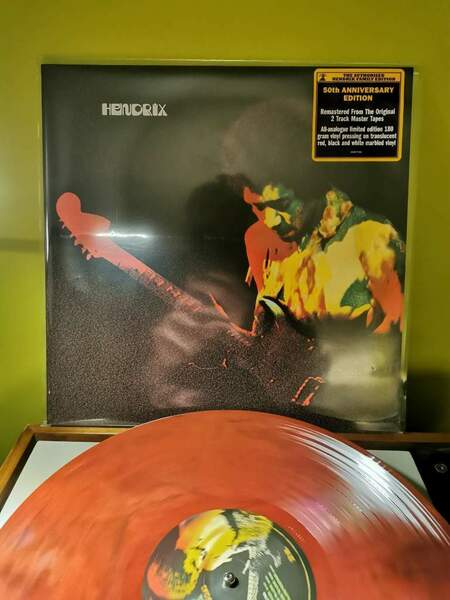 HENDRIX
THE AUTHORIZED
HENDRIX FAMILY EDITION
50th ANNIVERSARY
EDITION
Remastered From The Original
2 Track Master Tapes
All-analogue limited edition 180
gram vinyl pressing on translucent
red, black and white marbled vinyl